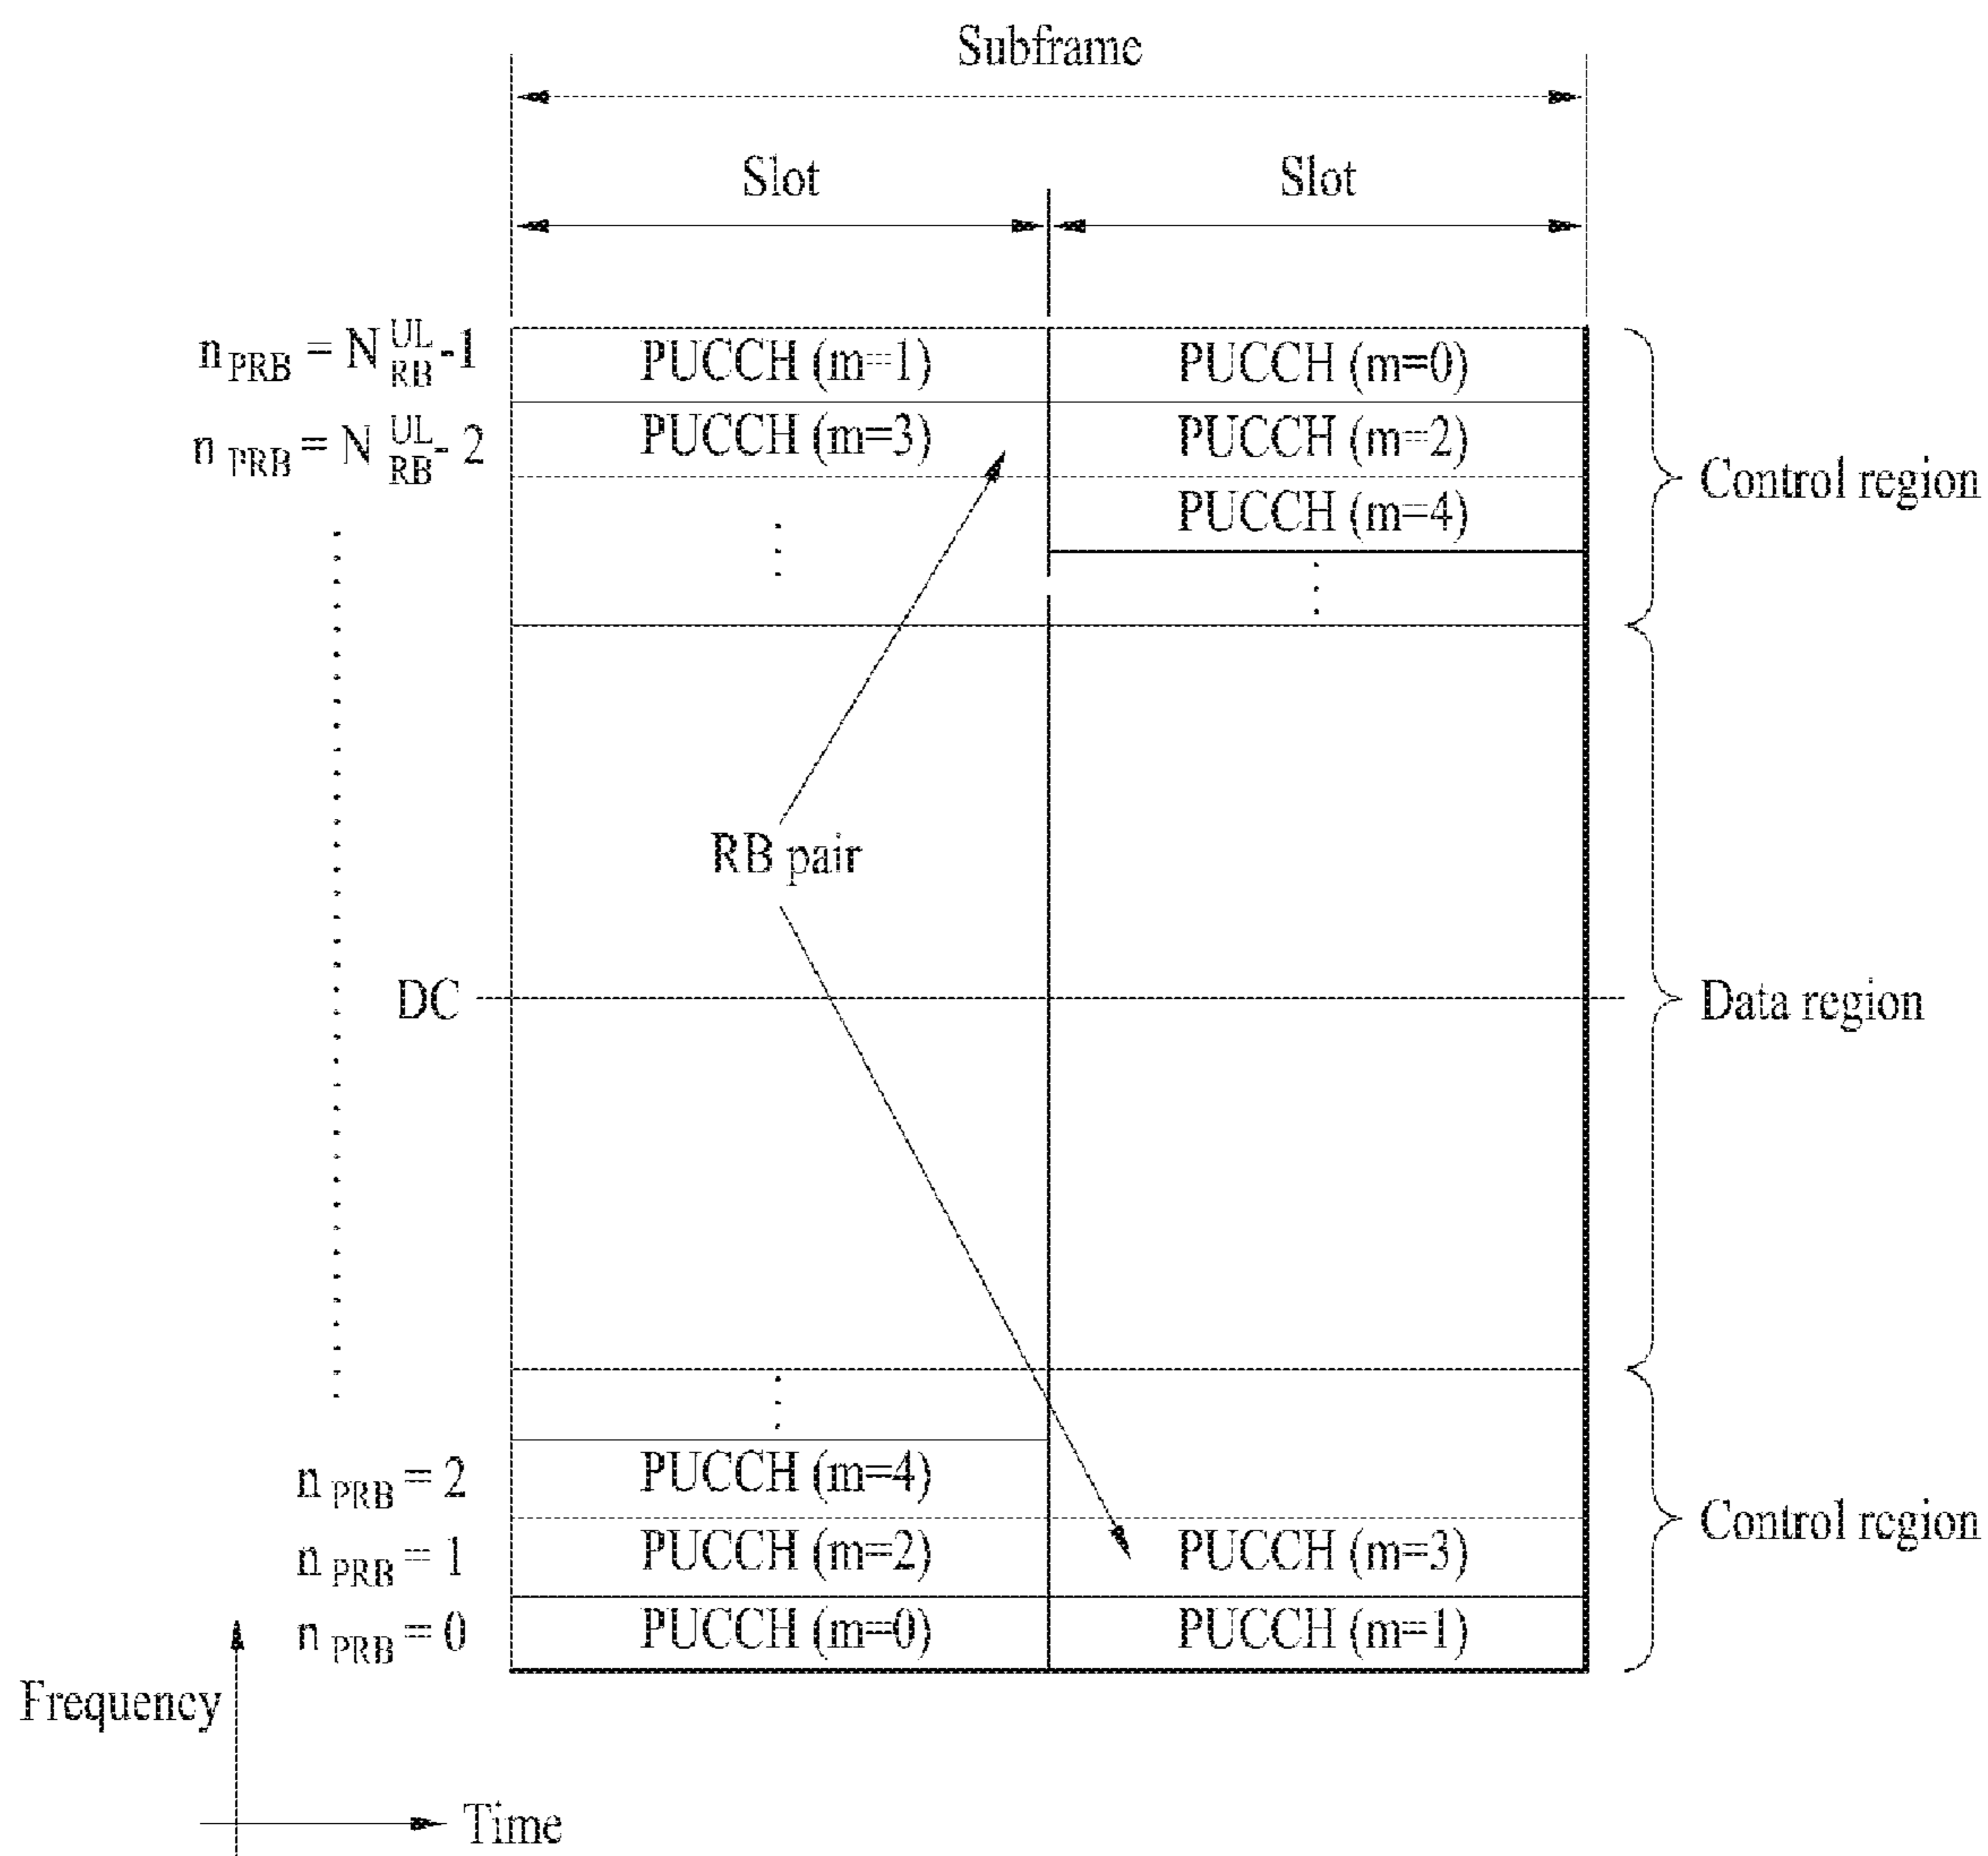 Subframe
Slot Slot
n PRB = N UL RB -1 PUCCH (m=1) PUCCH (m=0)
n PRB = N UL RB - 2 PUCCH (m=3) PUCCH (m=2)
Control region
PUCCH (m=4)
RB pair
DC Data region
n PRB = 2 PUCCH (m=4)
Control region
n PRB = 1 PUCCH (m=2) PUCCH (m=3)
n PRB = 0 PUCCH (m=0) PUCCH (m=1)
Frequency
Time